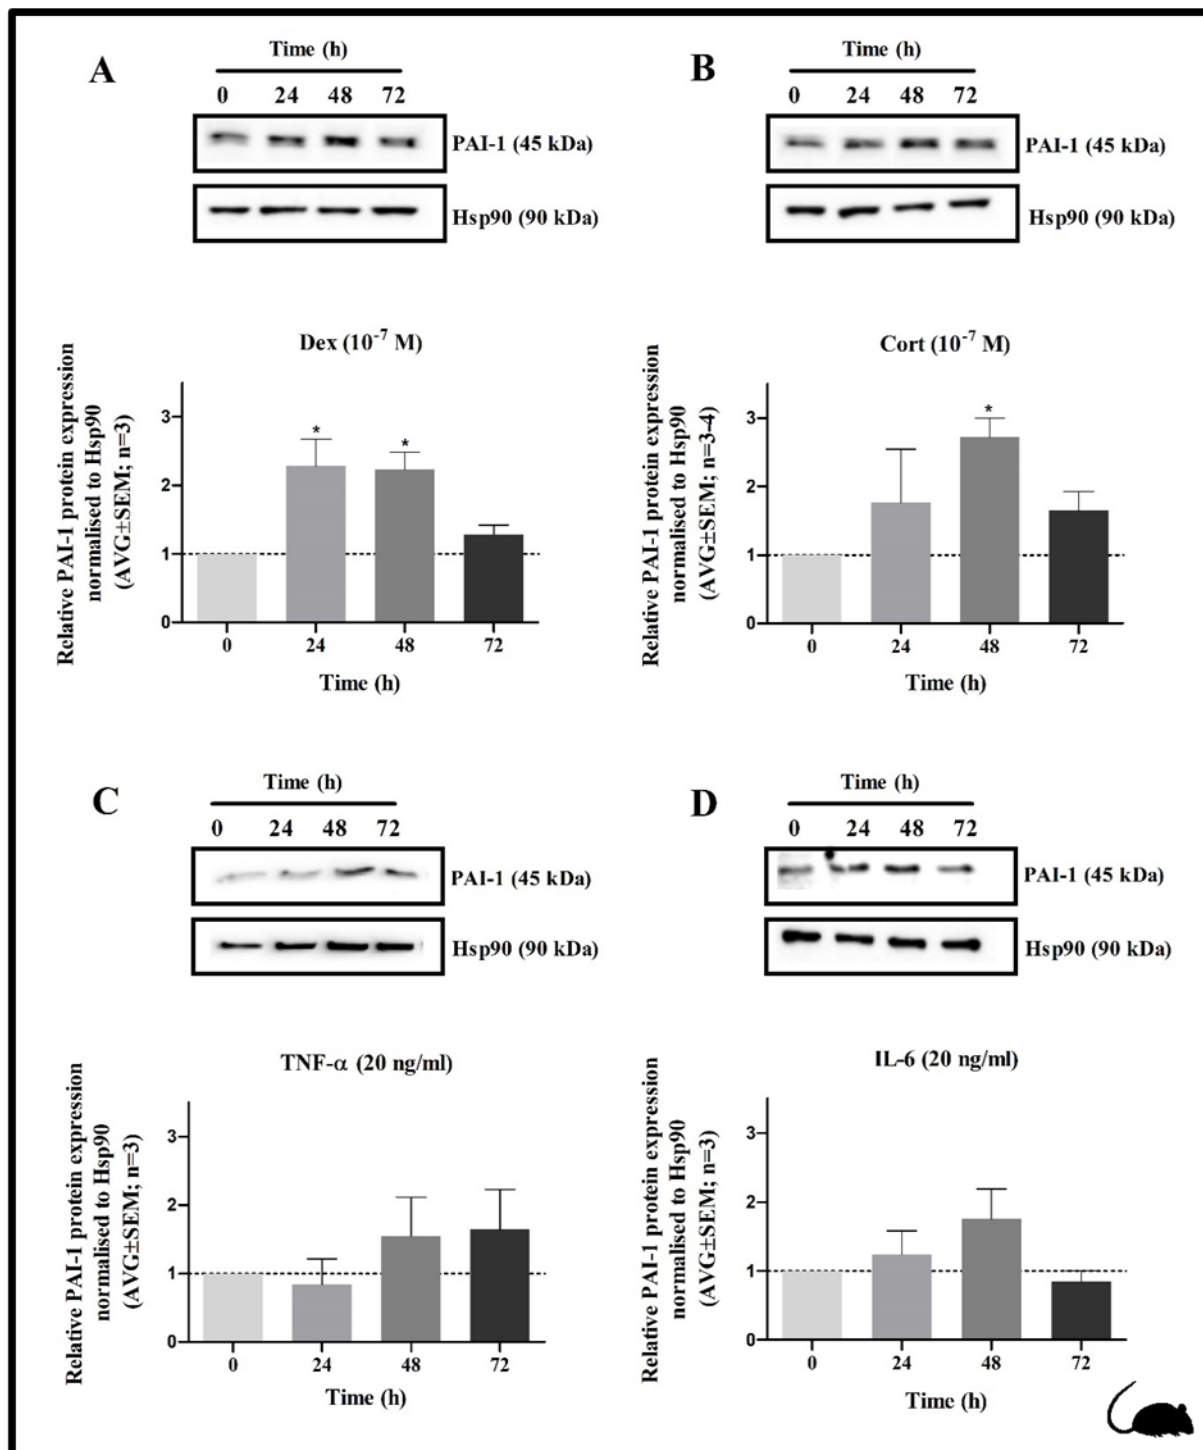 A
Time (h)
0 24 48 72
PAI-1 (45 kDa)
Hsp90 (90 kDa)
Dex (10⁻⁷ M)
Relative PAI-1 protein expression
normalised to Hsp90
(AVG±SEM; n=3)
3
2
1
0
* *
0 24 48 72
Time (h)
B
Time (h)
0 24 48 72
PAI-1 (45 kDa)
Hsp90 (90 kDa)
Cort (10⁻⁷ M)
Relative PAI-1 protein expression
normalised to Hsp90
(AVG±SEM; n=3-4)
3
2
1
0
*
0 24 48 72
Time (h)
C
Time (h)
0 24 48 72
PAI-1 (45 kDa)
Hsp90 (90 kDa)
TNF-α (20 ng/ml)
Relative PAI-1 protein expression
normalised to Hsp90
(AVG±SEM; n=3)
3
2
1
0
0 24 48 72
Time (h)
D
Time (h)
0 24 48 72
PAI-1 (45 kDa)
Hsp90 (90 kDa)
IL-6 (20 ng/ml)
Relative PAI-1 protein expression
normalised to Hsp90
(AVG±SEM; n=3)
3
2
1
0
0 24 48 72
Time (h)